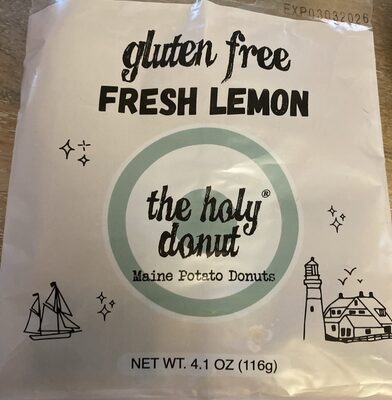 EXP03032026
gluten free
FRESH LEMON
the holy®
donut
Maine Potato Donuts
NET WT. 4.1 OZ (116g)